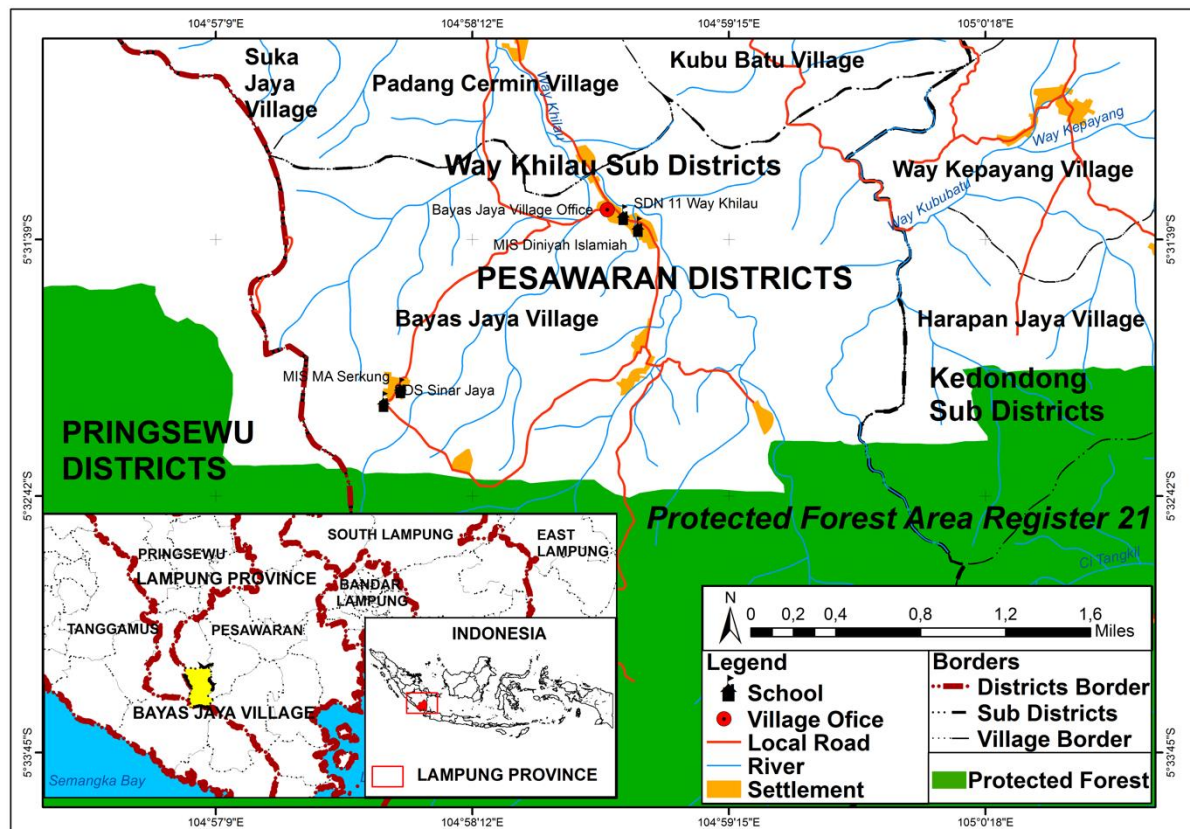 104°57'9"E
104°58'12"E
104°59'15"E
105°0'18"E
Suka
Jaya
Village
Padang Cermin Village
Kubu Batu Village
Way Khilau
Way Kepayang
Way Khilau Sub Districts
Way Kepayang Village
Bayas Jaya Village Office
SDN 11 Way Khilau
Way Kububatu
MIS Diniyah Islamiah
5°31'39"S
5°31'39"S
PESAWARAN DISTRICTS
Bayas Jaya Village
Harapan Jaya Village
MIS MA Serkung
SDS Sinar Jaya
Kedondong
Sub Districts
PRINGSEWU
DISTRICTS
5°32'42"S
5°32'42"S
Protected Forest Area Register 21
Ci Tangkil
PRINGSEWU
LAMPUNG PROVINCE
SOUTH LAMPUNG
EAST
LAMPUNG
BANDAR
LAMPUNG
TANGGAMUS
PESAWARAN
BAYAS JAYA VILLAGE
Semangka Bay
INDONESIA
LAMPUNG PROVINCE
N
0 0,2 0,4 0,8 1,2 1,6
Miles
Legend
School
Village Ofice
Local Road
River
Settlement
Borders
Districts Border
Sub Districts
Village Border
Protected Forest
5°33'45"S
5°33'45"S
104°57'9"E
104°58'12"E
104°59'15"E
105°0'18"E